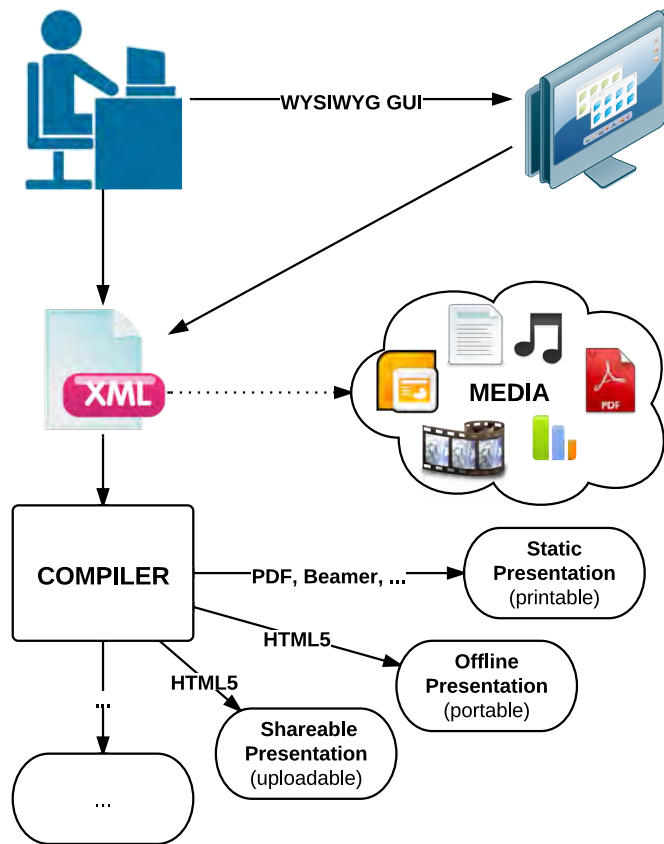 WYSIWYG GUI
XML
MEDIA
PDF
COMPILER
PDF, Beamer, ...
Static
Presentation
(printable)
HTML5
Offline
Presentation
(portable)
HTML5
Shareable
Presentation
(uploadable)
...
...